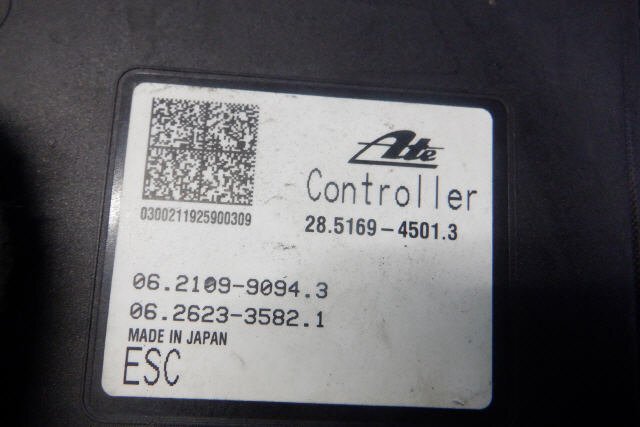 Ate
Controller
0300211925900309
28.5169-4501.3
06.2109-9094.3
06.2623-3582.1
MADE IN JAPAN
ESC